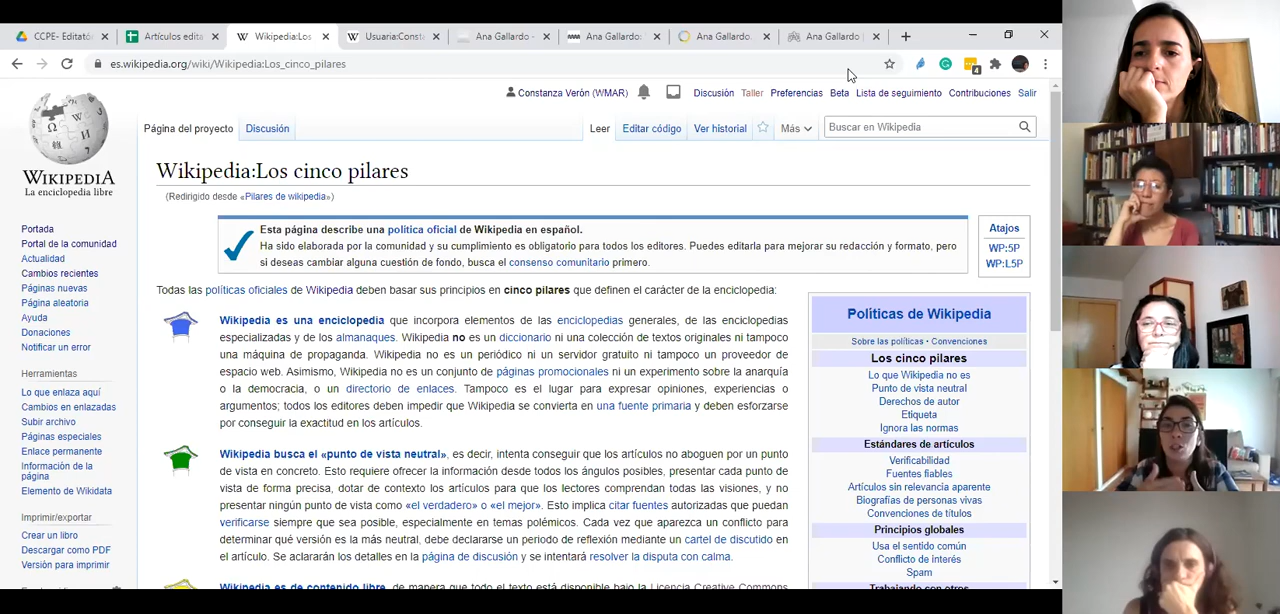 CCPE- Editató
Artículos edita
Wikipedia:Los
Usuaria:Const
Ana Gallardo -
Ana Gallardo:
Ana Gallardo.
Ana Gallardo |
es.wikipedia.org/wiki/Wikipedia:Los_cinco_pilares
4
Constanza Verón (WMAR)
Discusión
Taller
Preferencias
Beta
Lista de seguimiento
Contribuciones
Salir
Página del proyecto
Discusión
Leer
Editar código
Ver historial
Más
Buscar en Wikipedia
WIKIPEDIA
La enciclopedia libre
Portada
Portal de la comunidad
Actualidad
Cambios recientes
Páginas nuevas
Página aleatoria
Ayuda
Donaciones
Notificar un error
Herramientas
Lo que enlaza aquí
Cambios en enlazadas
Subir archivo
Páginas especiales
Enlace permanente
Información de la
página
Elemento de Wikidata
Imprimir/exportar
Crear un libro
Descargar como PDF
Versión para imprimir
Wikipedia:Los cinco pilares
(Redirigido desde «Pilares de wikipedia»)
Esta página describe una política oficial de Wikipedia en español.
Ha sido elaborada por la comunidad y su cumplimiento es obligatorio para todos los editores. Puedes editarla para mejorar su redacción y formato, pero
si deseas cambiar alguna cuestión de fondo, busca el consenso comunitario primero.
Atajos
WP:5P
WP:L5P
Todas las políticas oficiales de Wikipedia deben basar sus principios en cinco pilares que definen el carácter de la enciclopedia:
Wikipedia es una enciclopedia que incorpora elementos de las enciclopedias generales, de las enciclopedias
especializadas y de los almanaques. Wikipedia no es un diccionario ni una colección de textos originales ni tampoco
una máquina de propaganda. Wikipedia no es un periódico ni un servidor gratuito ni tampoco un proveedor de
espacio web. Asimismo, Wikipedia no es un conjunto de páginas promocionales ni un experimento sobre la anarquía
o la democracia, o un directorio de enlaces. Tampoco es el lugar para expresar opiniones, experiencias o
argumentos; todos los editores deben impedir que Wikipedia se convierta en una fuente primaria y deben esforzarse
por conseguir la exactitud en los artículos.
Wikipedia busca el «punto de vista neutral», es decir, intenta conseguir que los artículos no aboguen por un punto
de vista en concreto. Esto requiere ofrecer la información desde todos los ángulos posibles, presentar cada punto de
vista de forma precisa, dotar de contexto los artículos para que los lectores comprendan todas las visiones, y no
presentar ningún punto de vista como «el verdadero» o «el mejor». Esto implica citar fuentes autorizadas que puedan
verificarse siempre que sea posible, especialmente en temas polémicos. Cada vez que aparezca un conflicto para
determinar qué versión es la más neutral, debe declararse un periodo de reflexión mediante un cartel de discutido en
el artículo. Se aclararán los detalles en la página de discusión y se intentará resolver la disputa con calma.
Wikipedia es de contenido libre, de manera que todo el texto está disponible bajo la Licencia Creative Commons
Políticas de Wikipedia
Sobre las políticas · Convenciones
Los cinco pilares
Lo que Wikipedia no es
Punto de vista neutral
Derechos de autor
Etiqueta
Ignora las normas
Estándares de artículos
Verificabilidad
Fuentes fiables
Artículos sin relevancia aparente
Biografías de personas vivas
Convenciones de títulos
Principios globales
Usa el sentido común
Conflicto de interés
Spam
Trabajando con otros